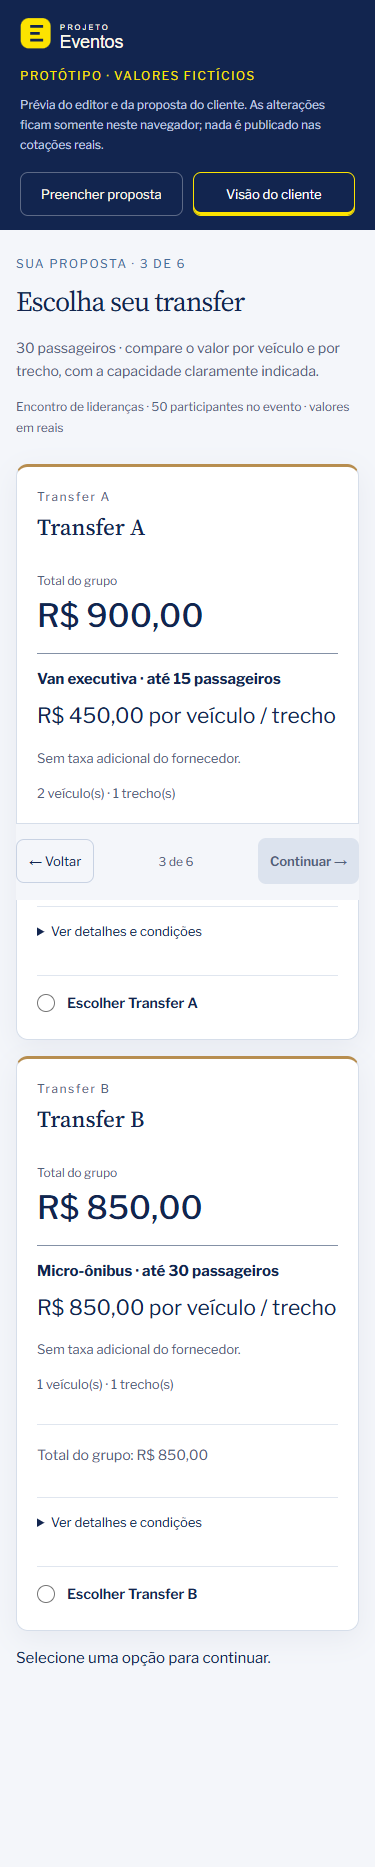 PROJETO
Eventos
PROTÓTIPO · VALORES FICTÍCIOS
Prévia do editor e da proposta do cliente. As alterações
ficam somente neste navegador; nada é publicado nas
cotações reais.
Preencher proposta
Visão do cliente
SUA PROPOSTA · 3 DE 6
Escolha seu transfer
30 passageiros · compare o valor por veículo e por
trecho, com a capacidade claramente indicada.
Encontro de lideranças · 50 participantes no evento · valores
em reais
Transfer A
Transfer A
Total do grupo
R$ 900,00
Van executiva · até 15 passageiros
R$ 450,00 por veículo / trecho
Sem taxa adicional do fornecedor.
2 veículo(s) · 1 trecho(s)
← Voltar
3 de 6
Continuar →
▶ Ver detalhes e condições
Escolher Transfer A
Transfer B
Transfer B
Total do grupo
R$ 850,00
Micro-ônibus · até 30 passageiros
R$ 850,00 por veículo / trecho
Sem taxa adicional do fornecedor.
1 veículo(s) · 1 trecho(s)
Total do grupo: R$ 850,00
▶ Ver detalhes e condições
Escolher Transfer B
Selecione uma opção para continuar.